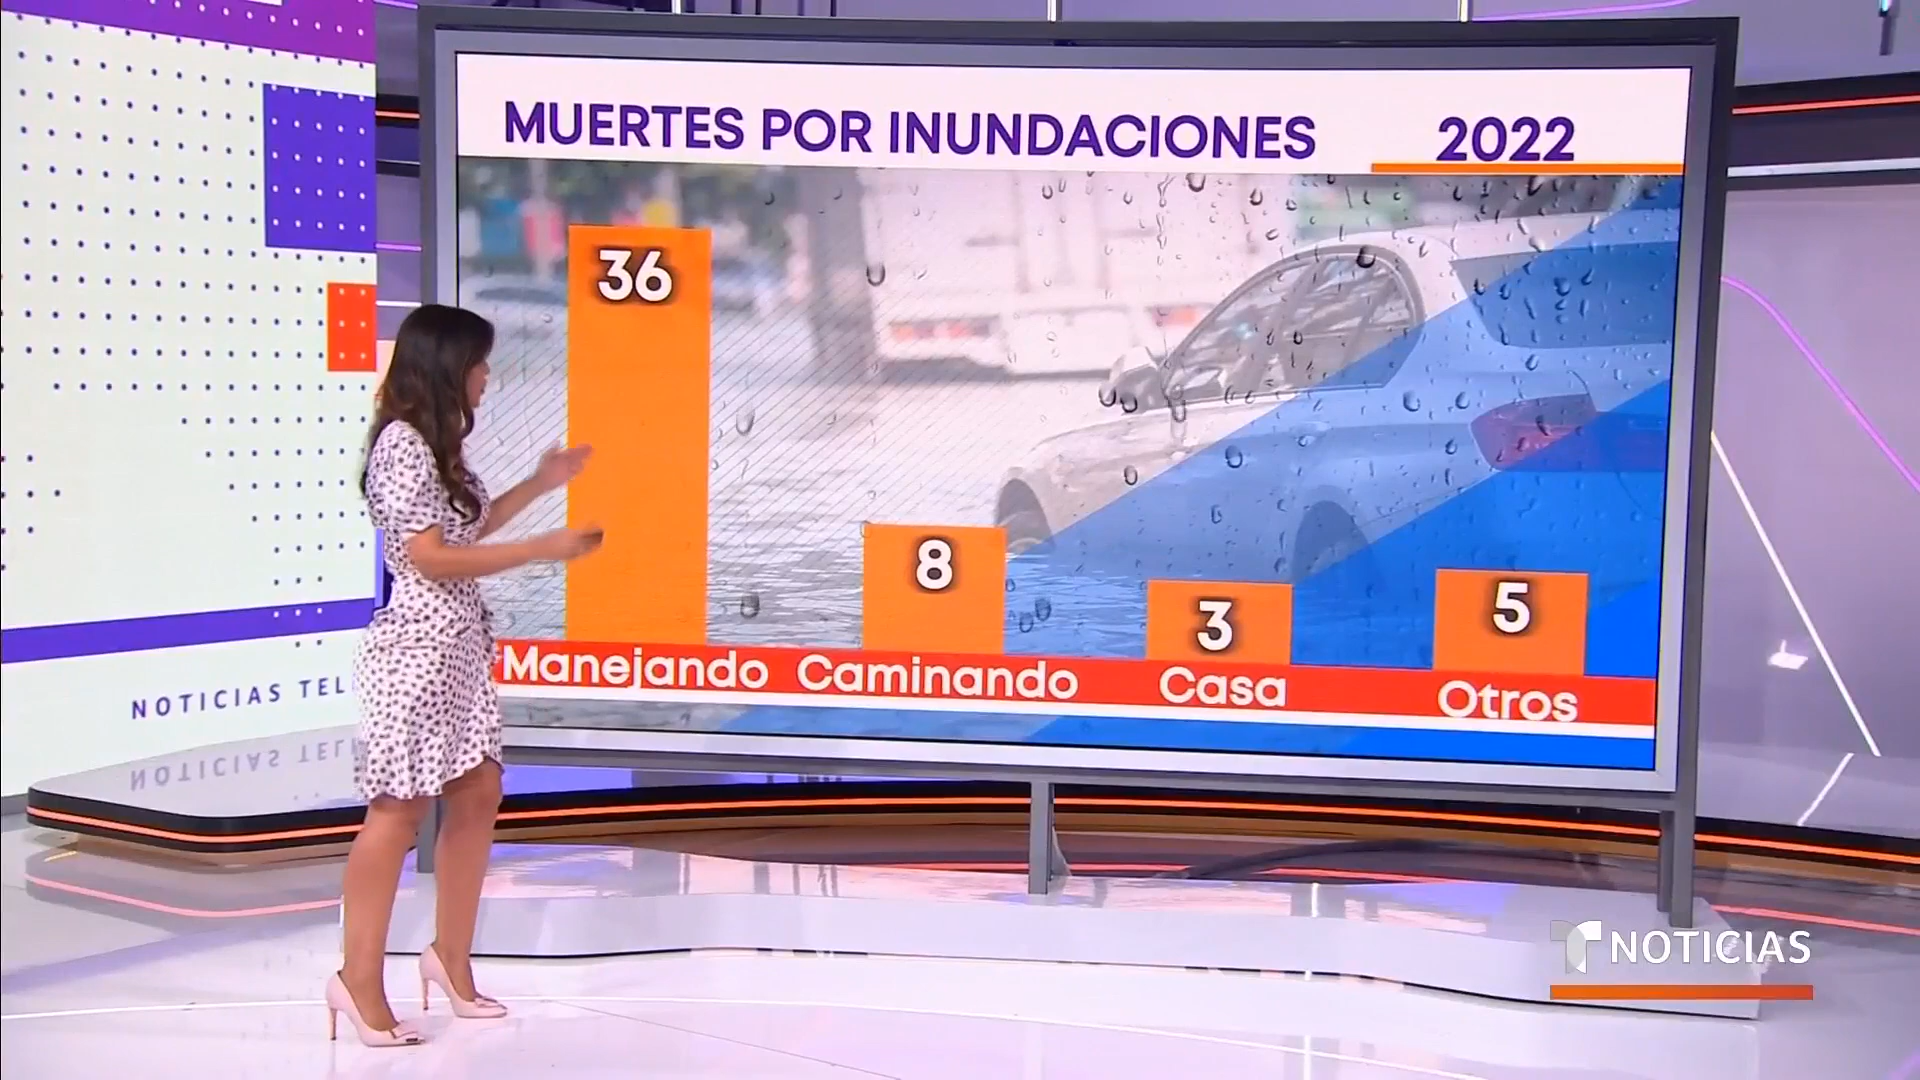 MUERTES POR INUNDACIONES 2022
36
8
3
5
Manejando Caminando Casa Otros
NOTICIAS TEL
NOTICIAS